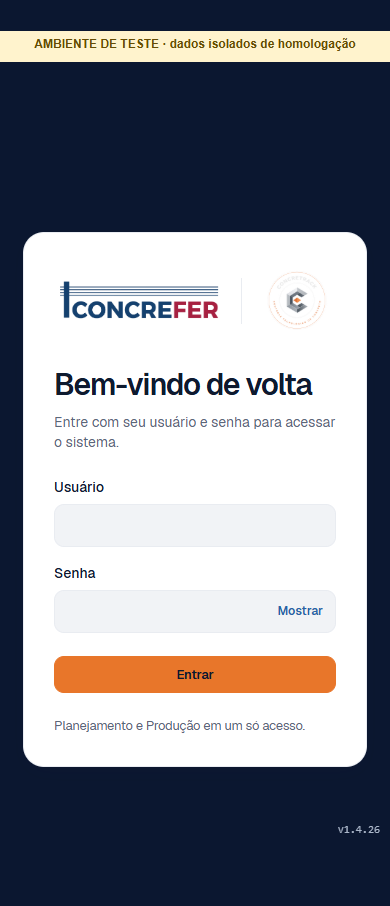 AMBIENTE DE TESTE · dados isolados de homologação
CONCREFER
Bem-vindo de volta
Entre com seu usuário e senha para acessar
o sistema.
Usuário
Senha
Mostrar
Entrar
Planejamento e Produção em um só acesso.
v1.4.26